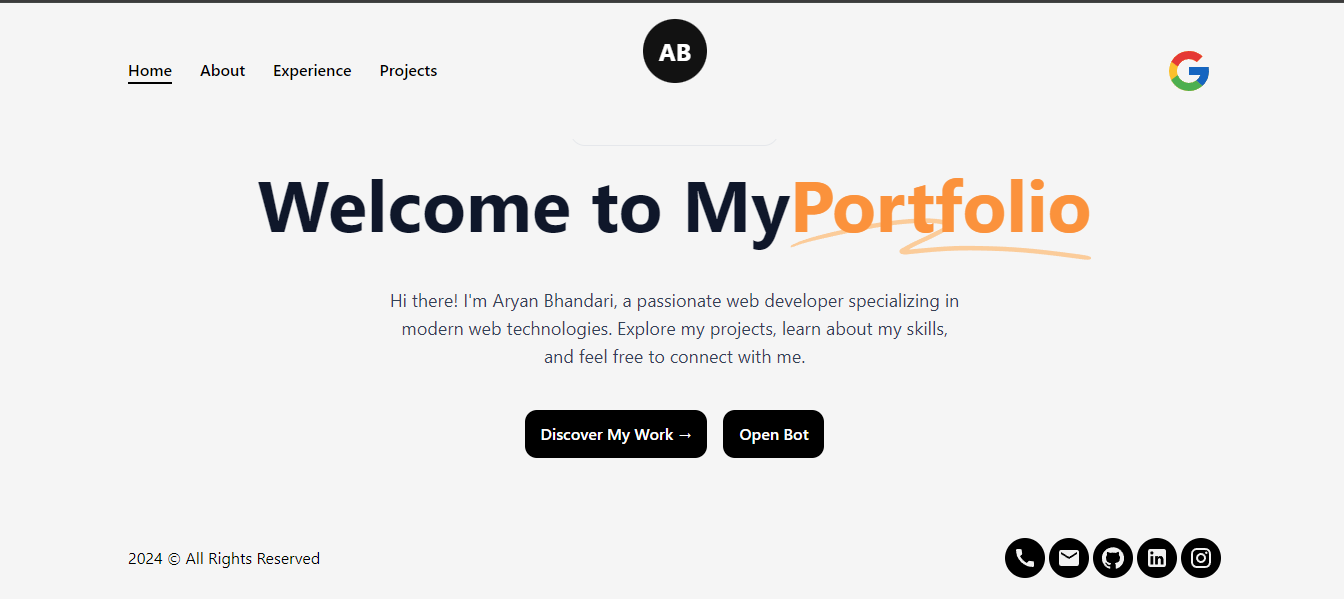 AB
Home About Experience Projects
Welcome to MyPortfolio
Hi there! I'm Aryan Bhandari, a passionate web developer specializing in
modern web technologies. Explore my projects, learn about my skills,
and feel free to connect with me.
Discover My Work → Open Bot
2024 © All Rights Reserved